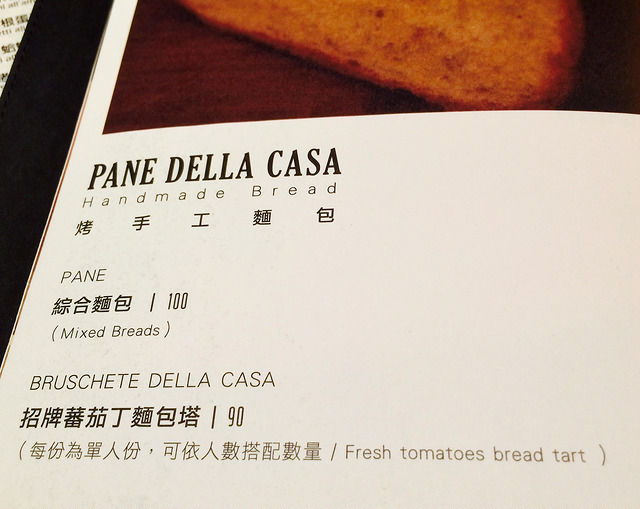 PANE DELLA CASA
Handmade Bread
烤手工麵包
PANE
綜合麵包 | 100
(Mixed Breads)
BRUSCHETE DELLA CASA
招牌蕃茄丁麵包塔 | 90
(每份為單人份，可依人數搭配數量 / Fresh tomatoes bread tart )